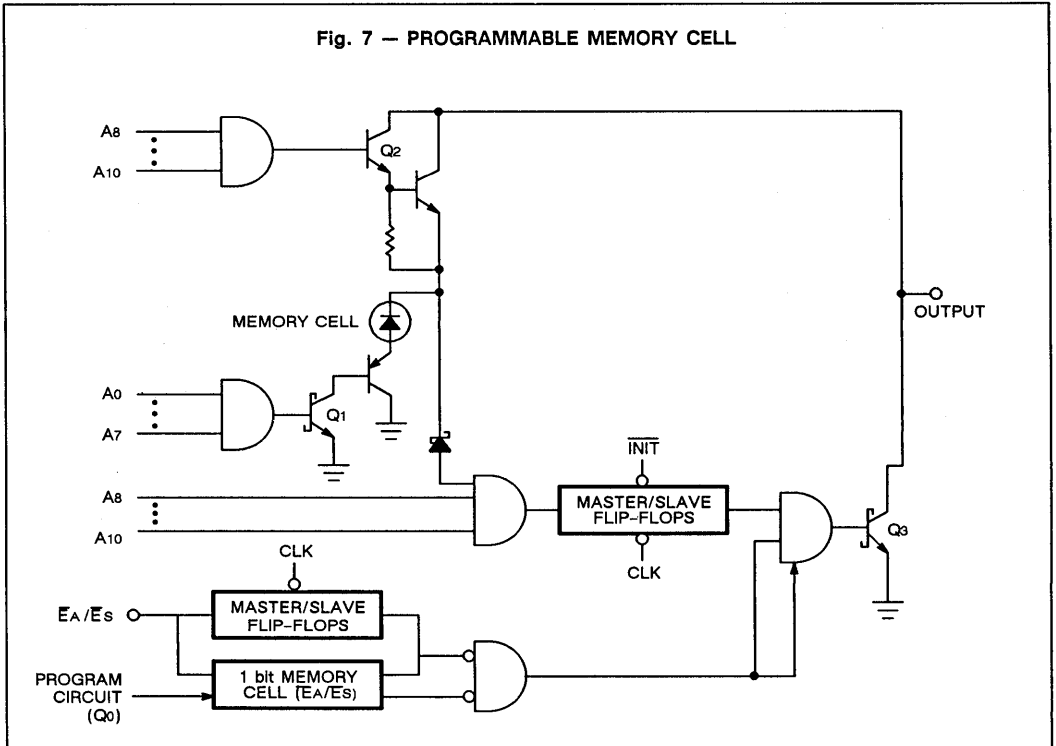 Fig. 7 — PROGRAMMABLE MEMORY CELL
A8
A10
Q2
MEMORY CELL
OUTPUT
A0
A7
Q1
A8
A10
INIT
MASTER/SLAVE
FLIP-FLOPS
CLK
Q3
CLK
EA/ES
MASTER/SLAVE
FLIP-FLOPS
1 bit MEMORY
CELL (EA/ES)
PROGRAM
CIRCUIT
(Q0)